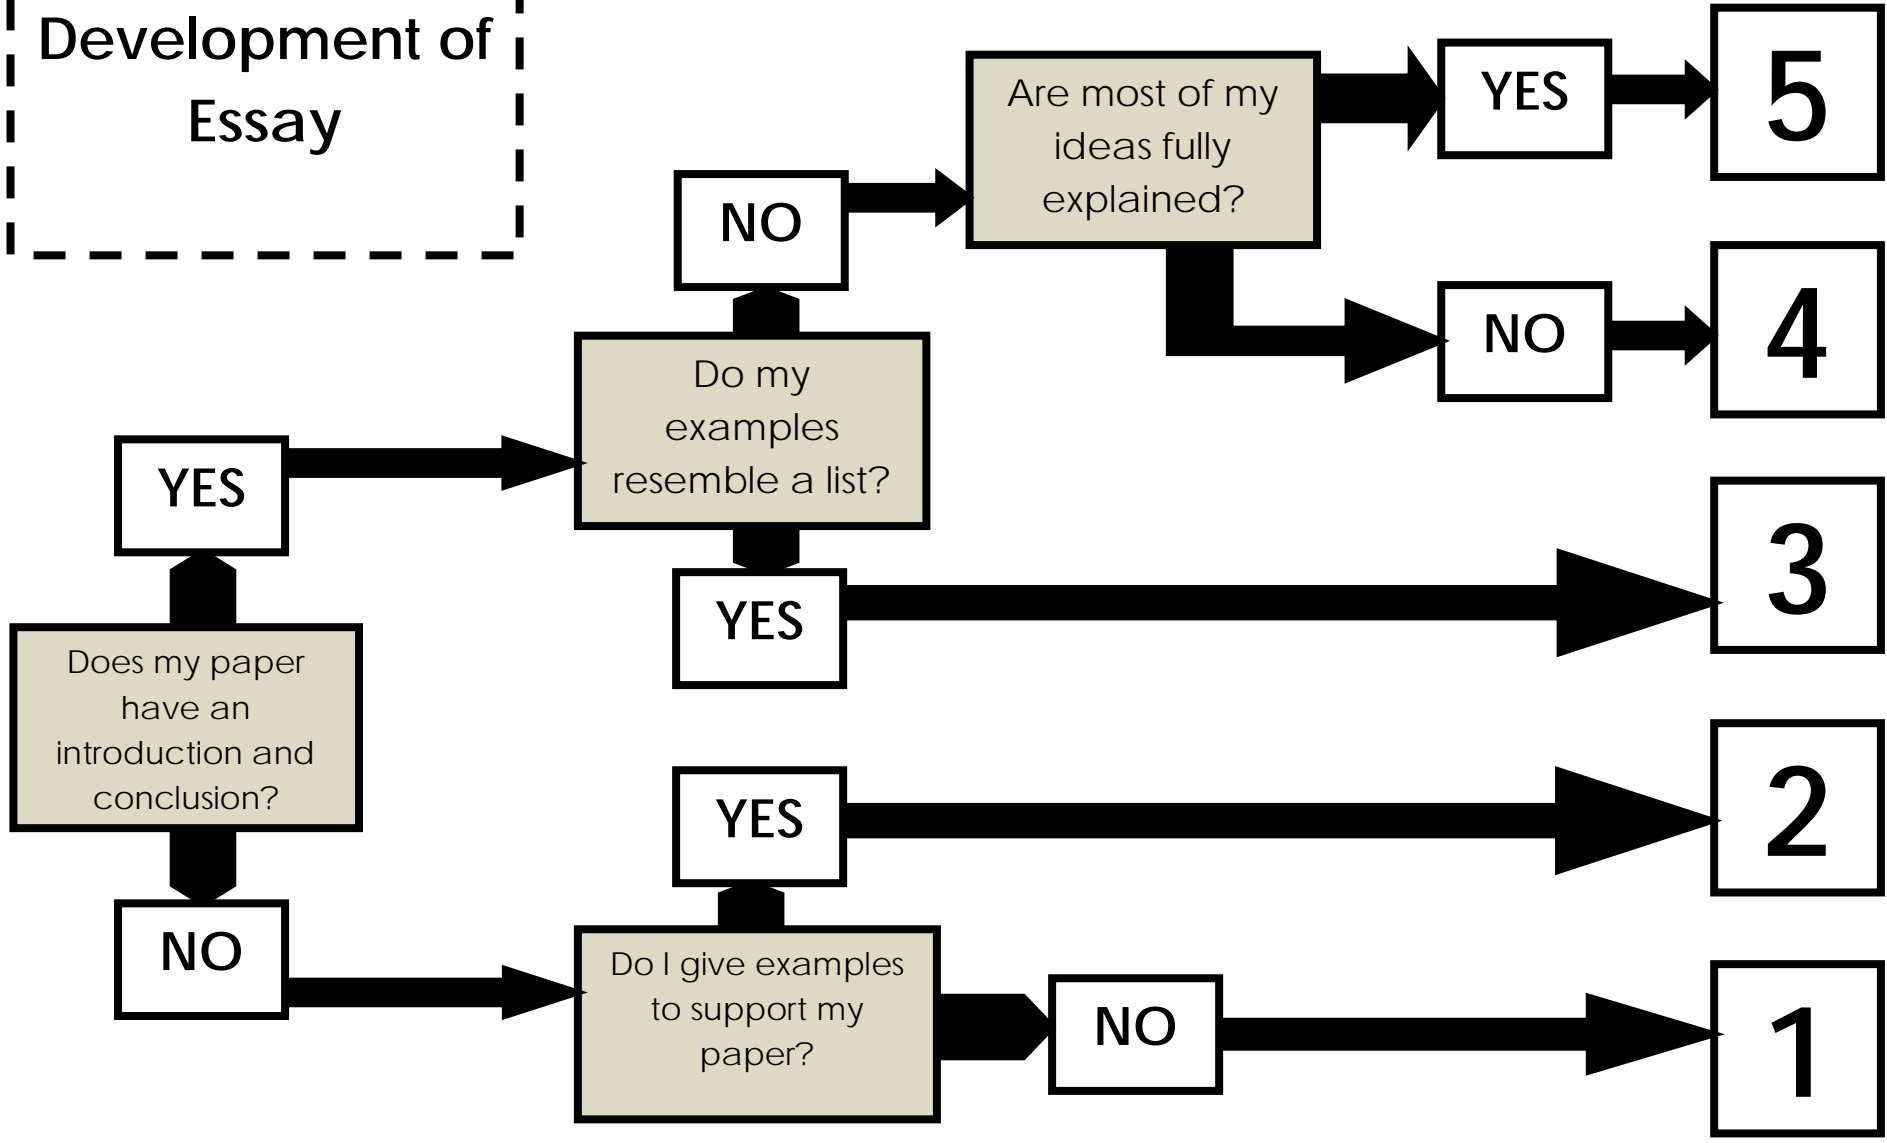 Development of
Essay
Are most of my
ideas fully
explained?
YES
5
NO
NO
4
Do my
examples
resemble a list?
YES
YES
3
Does my paper
have an
introduction and
conclusion?
YES
2
NO
Do I give examples
to support my
paper?
NO
1